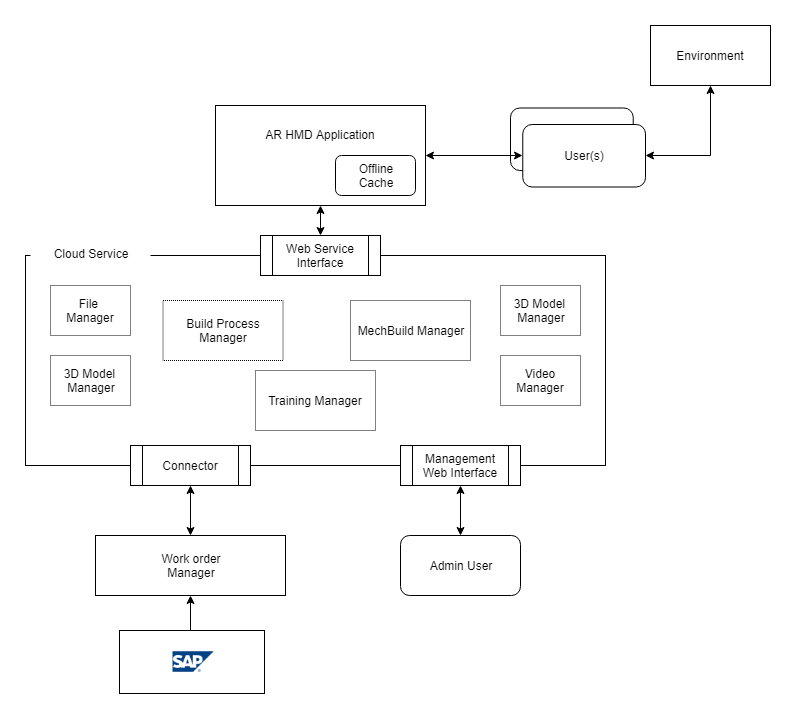 Environment
AR HMD Application
User(s)
Offline
Cache
Cloud Service
Web Service
Interface
File
Manager
Build Process
Manager
MechBuild Manager
3D Model
Manager
3D Model
Manager
Training Manager
Video
Manager
Connector
Management
Web Interface
Work order
Manager
Admin User
SAP